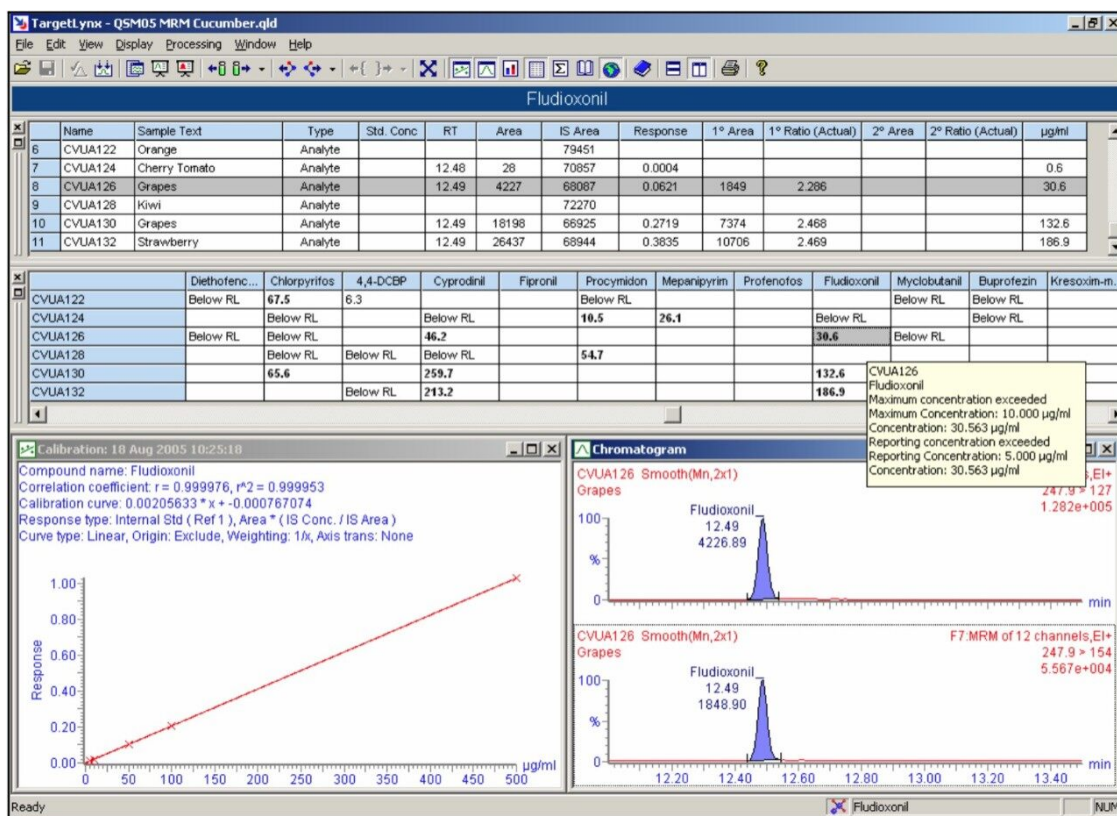 TargetLynx - QSM05 MRM Cucumber.qld
File Edit View Display Processing Window Help
Fludioxonil
Name Sample Text Type Std. Conc RT Area IS Area Response 1º Area 1º Ratio (Actual) 2º Area 2º Ratio (Actual) µg/ml
6 CVUA122 Orange Analyte 79451
7 CVUA124 Cherry Tomato Analyte 12.48 28 70857 0.0004 0.6
8 CVUA126 Grapes Analyte 12.49 4227 68087 0.0621 1849 2.286 30.6
9 CVUA128 Kiwi Analyte 72270
10 CVUA130 Grapes Analyte 12.49 18198 66925 0.2719 7374 2.468 132.6
11 CVUA132 Strawberry Analyte 12.49 26437 68944 0.3835 10706 2.469 186.9
Diethofenc... Chlorpyrifos 4,4-DCBP Cyprodinil Fipronil Procymidon Mepanipyrim Profenofos Fludioxonil Myclobutanil Buprofezin Kresoxim-m.
CVUA122 Below RL 67.5 6.3 Below RL Below RL Below RL
CVUA124 Below RL Below RL 10.5 26.1 Below RL Below RL
CVUA126 Below RL Below RL 46.2 30.6 Below RL
CVUA128 Below RL Below RL Below RL 54.7
CVUA130 65.6 259.7 132.6
CVUA132 Below RL 213.2 186.9
CVUA126
Fludioxonil
Maximum concentration exceeded
Maximum Concentration: 10.000 µg/ml
Concentration: 30.563 µg/ml
Reporting concentration exceeded
Reporting Concentration: 5.000 µg/ml
Concentration: 30.563 µg/ml
Calibration: 18 Aug 2005 10:25:18
Compound name: Fludioxonil
Correlation coefficient: r = 0.999976, r^2 = 0.999953
Calibration curve: 0.00205633 * x + -0.000767074
Response type: Internal Std ( Ref 1 ), Area * ( IS Conc. / IS Area )
Curve type: Linear, Origin: Exclude, Weighting: 1/x, Axis trans: None
1.00
0.80
0.60
0.40
0.20
0.00
Response
0 50 100 150 200 250 300 350 400 450 500
µg/ml
Chromatogram
CVUA126 Smooth(Mn,2x1)
Grapes
s,EI+
247.9 > 127
1.282e+005
Fludioxonil
12.49
4226.89
100
%
0
min
CVUA126 Smooth(Mn,2x1)
Grapes
F7:MRM of 12 channels,EI+
247.9 > 154
5.567e+004
Fludioxonil
12.49
1848.90
100
%
0
min
12.20 12.40 12.60 12.80 13.00 13.20 13.40
Ready Fludioxonil NUM